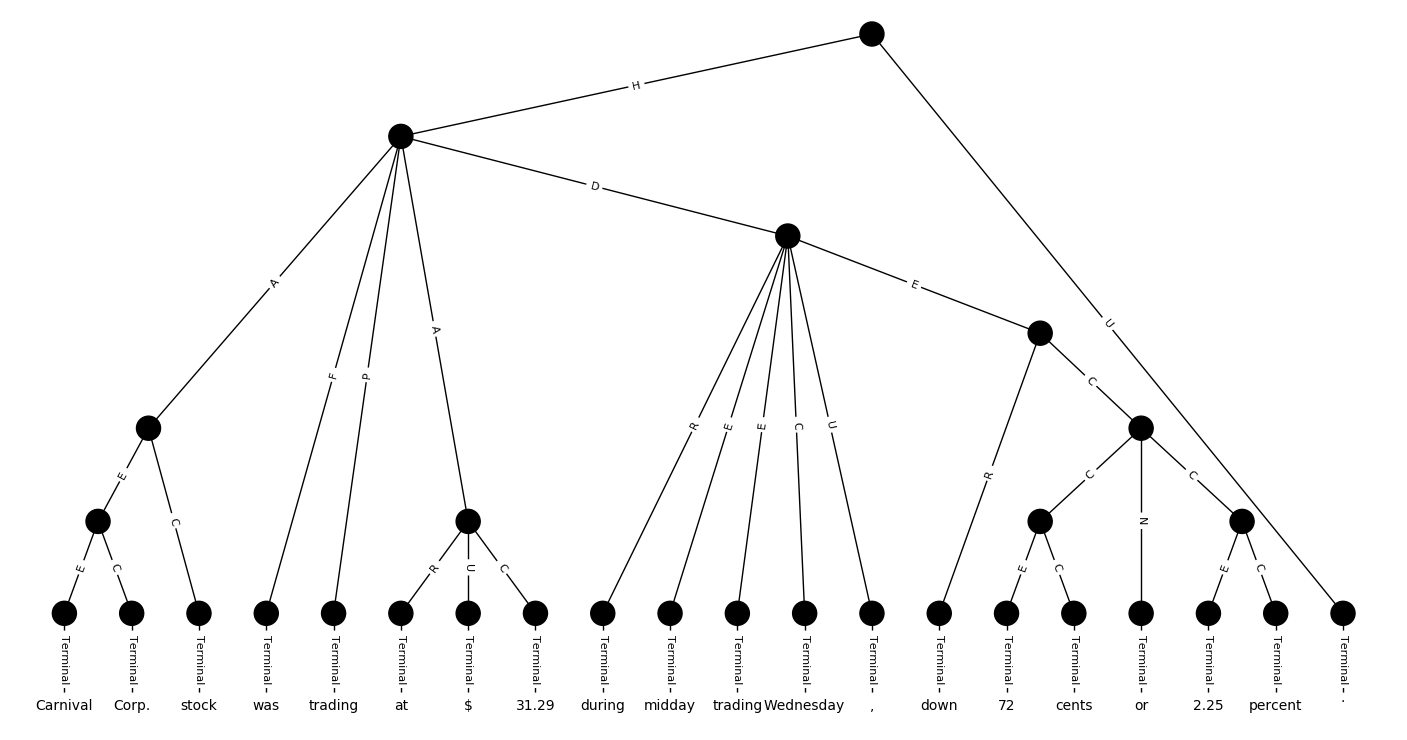 H
D
A
E
A
U
F
P
C
R
E
E
C
U
E
C
R
C
N
C
E
C
R
U
C
E
C
E
C
Terminal Terminal Terminal Terminal Terminal Terminal Terminal Terminal Terminal Terminal Terminal Terminal Terminal Terminal Terminal Terminal Terminal Terminal Terminal Terminal
Carnival Corp. stock was trading at $ 31.29 during midday trading Wednesday , down 72 cents or 2.25 percent .